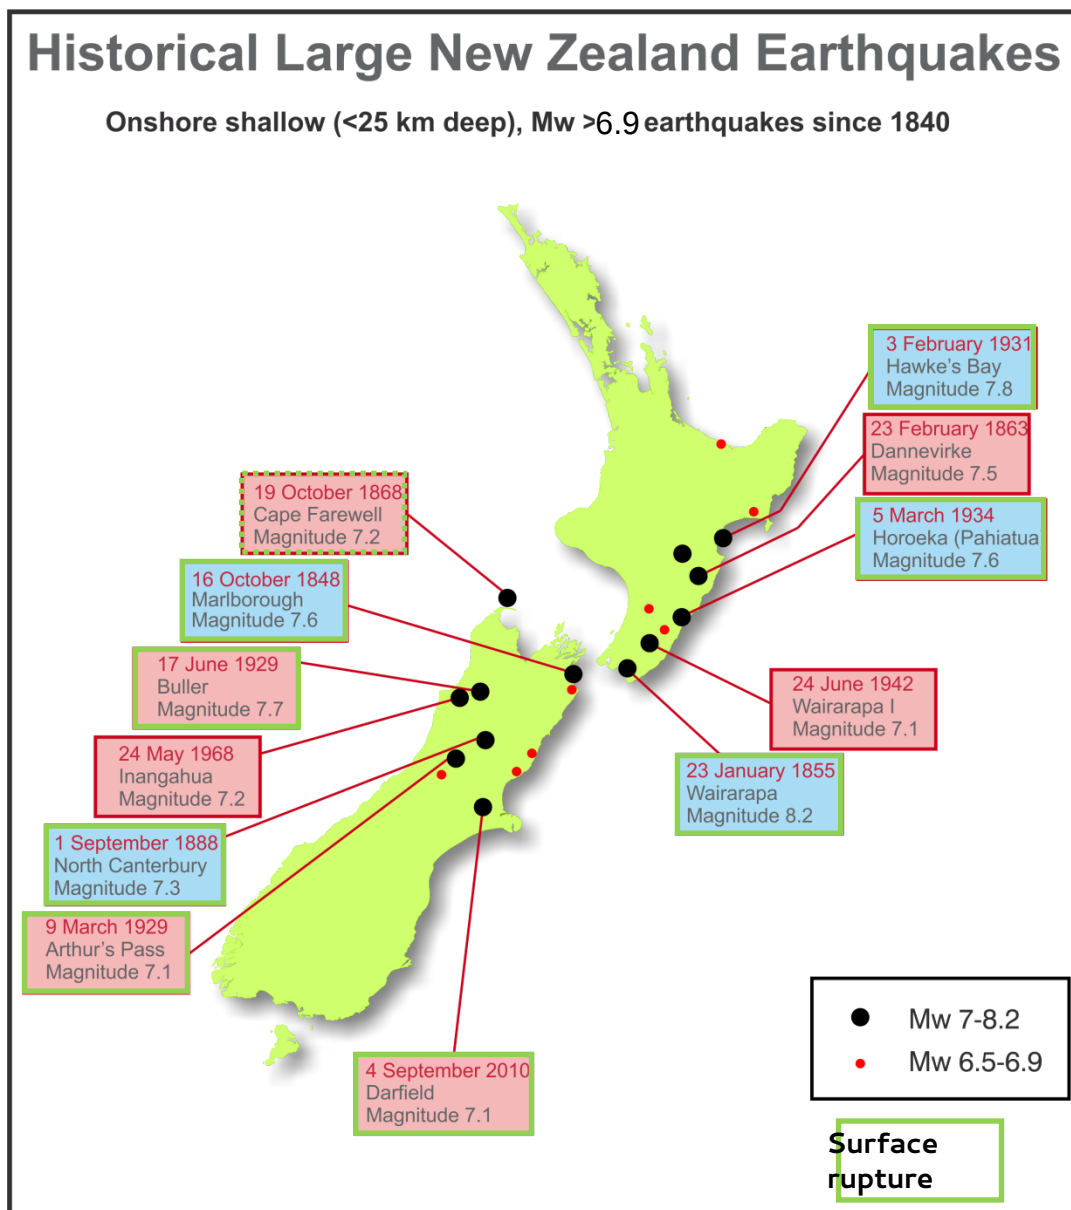 Historical Large New Zealand Earthquakes
Onshore shallow (<25 km deep), Mw >6.9 earthquakes since 1840
3 February 1931
Hawke's Bay
Magnitude 7.8
23 February 1863
Dannevirke
Magnitude 7.5
5 March 1934
Horoeka (Pahiatua
Magnitude 7.6
19 October 1868
Cape Farewell
Magnitude 7.2
16 October 1848
Marlborough
Magnitude 7.6
17 June 1929
Buller
Magnitude 7.7
24 June 1942
Wairarapa I
Magnitude 7.1
24 May 1968
Inangahua
Magnitude 7.2
23 January 1855
Wairarapa
Magnitude 8.2
1 September 1888
North Canterbury
Magnitude 7.3
9 March 1929
Arthur's Pass
Magnitude 7.1
4 September 2010
Darfield
Magnitude 7.1
Mw 7-8.2
Mw 6.5-6.9
Surface
rupture